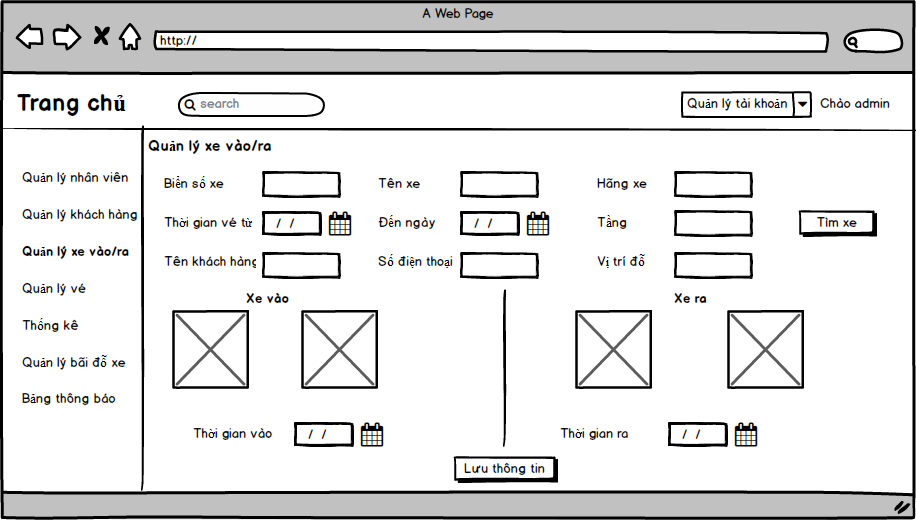 A Web Page
http://
Trang chủ
search
Quản lý tài khoản
Chào admin
Quản lý nhân viên
Quản lý khách hàng
Quản lý xe vào/ra
Quản lý vé
Thống kê
Quản lý bãi đỗ xe
Bảng thông báo
Quản lý xe vào/ra
Biển số xe
Tên xe
Hãng xe
Thời gian vé từ
/ /
Đến ngày
/ /
Tầng
Tìm xe
Tên khách hàng
Số điện thoại
Vị trí đỗ
Xe vào
Xe ra
Thời gian vào
/ /
Thời gian ra
/ /
Lưu thông tin